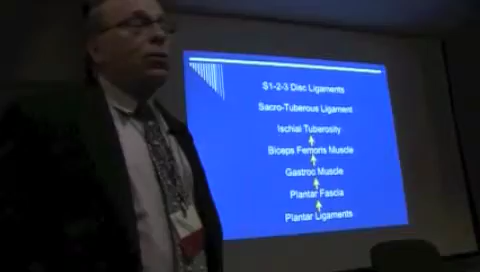 S1-2-3 Disc Ligaments
Sacro-Tuberous Ligament
Ischial Tuberosity
Biceps Femoris Muscle
Gastroc Muscle
Plantar Fascia
Plantar Ligaments